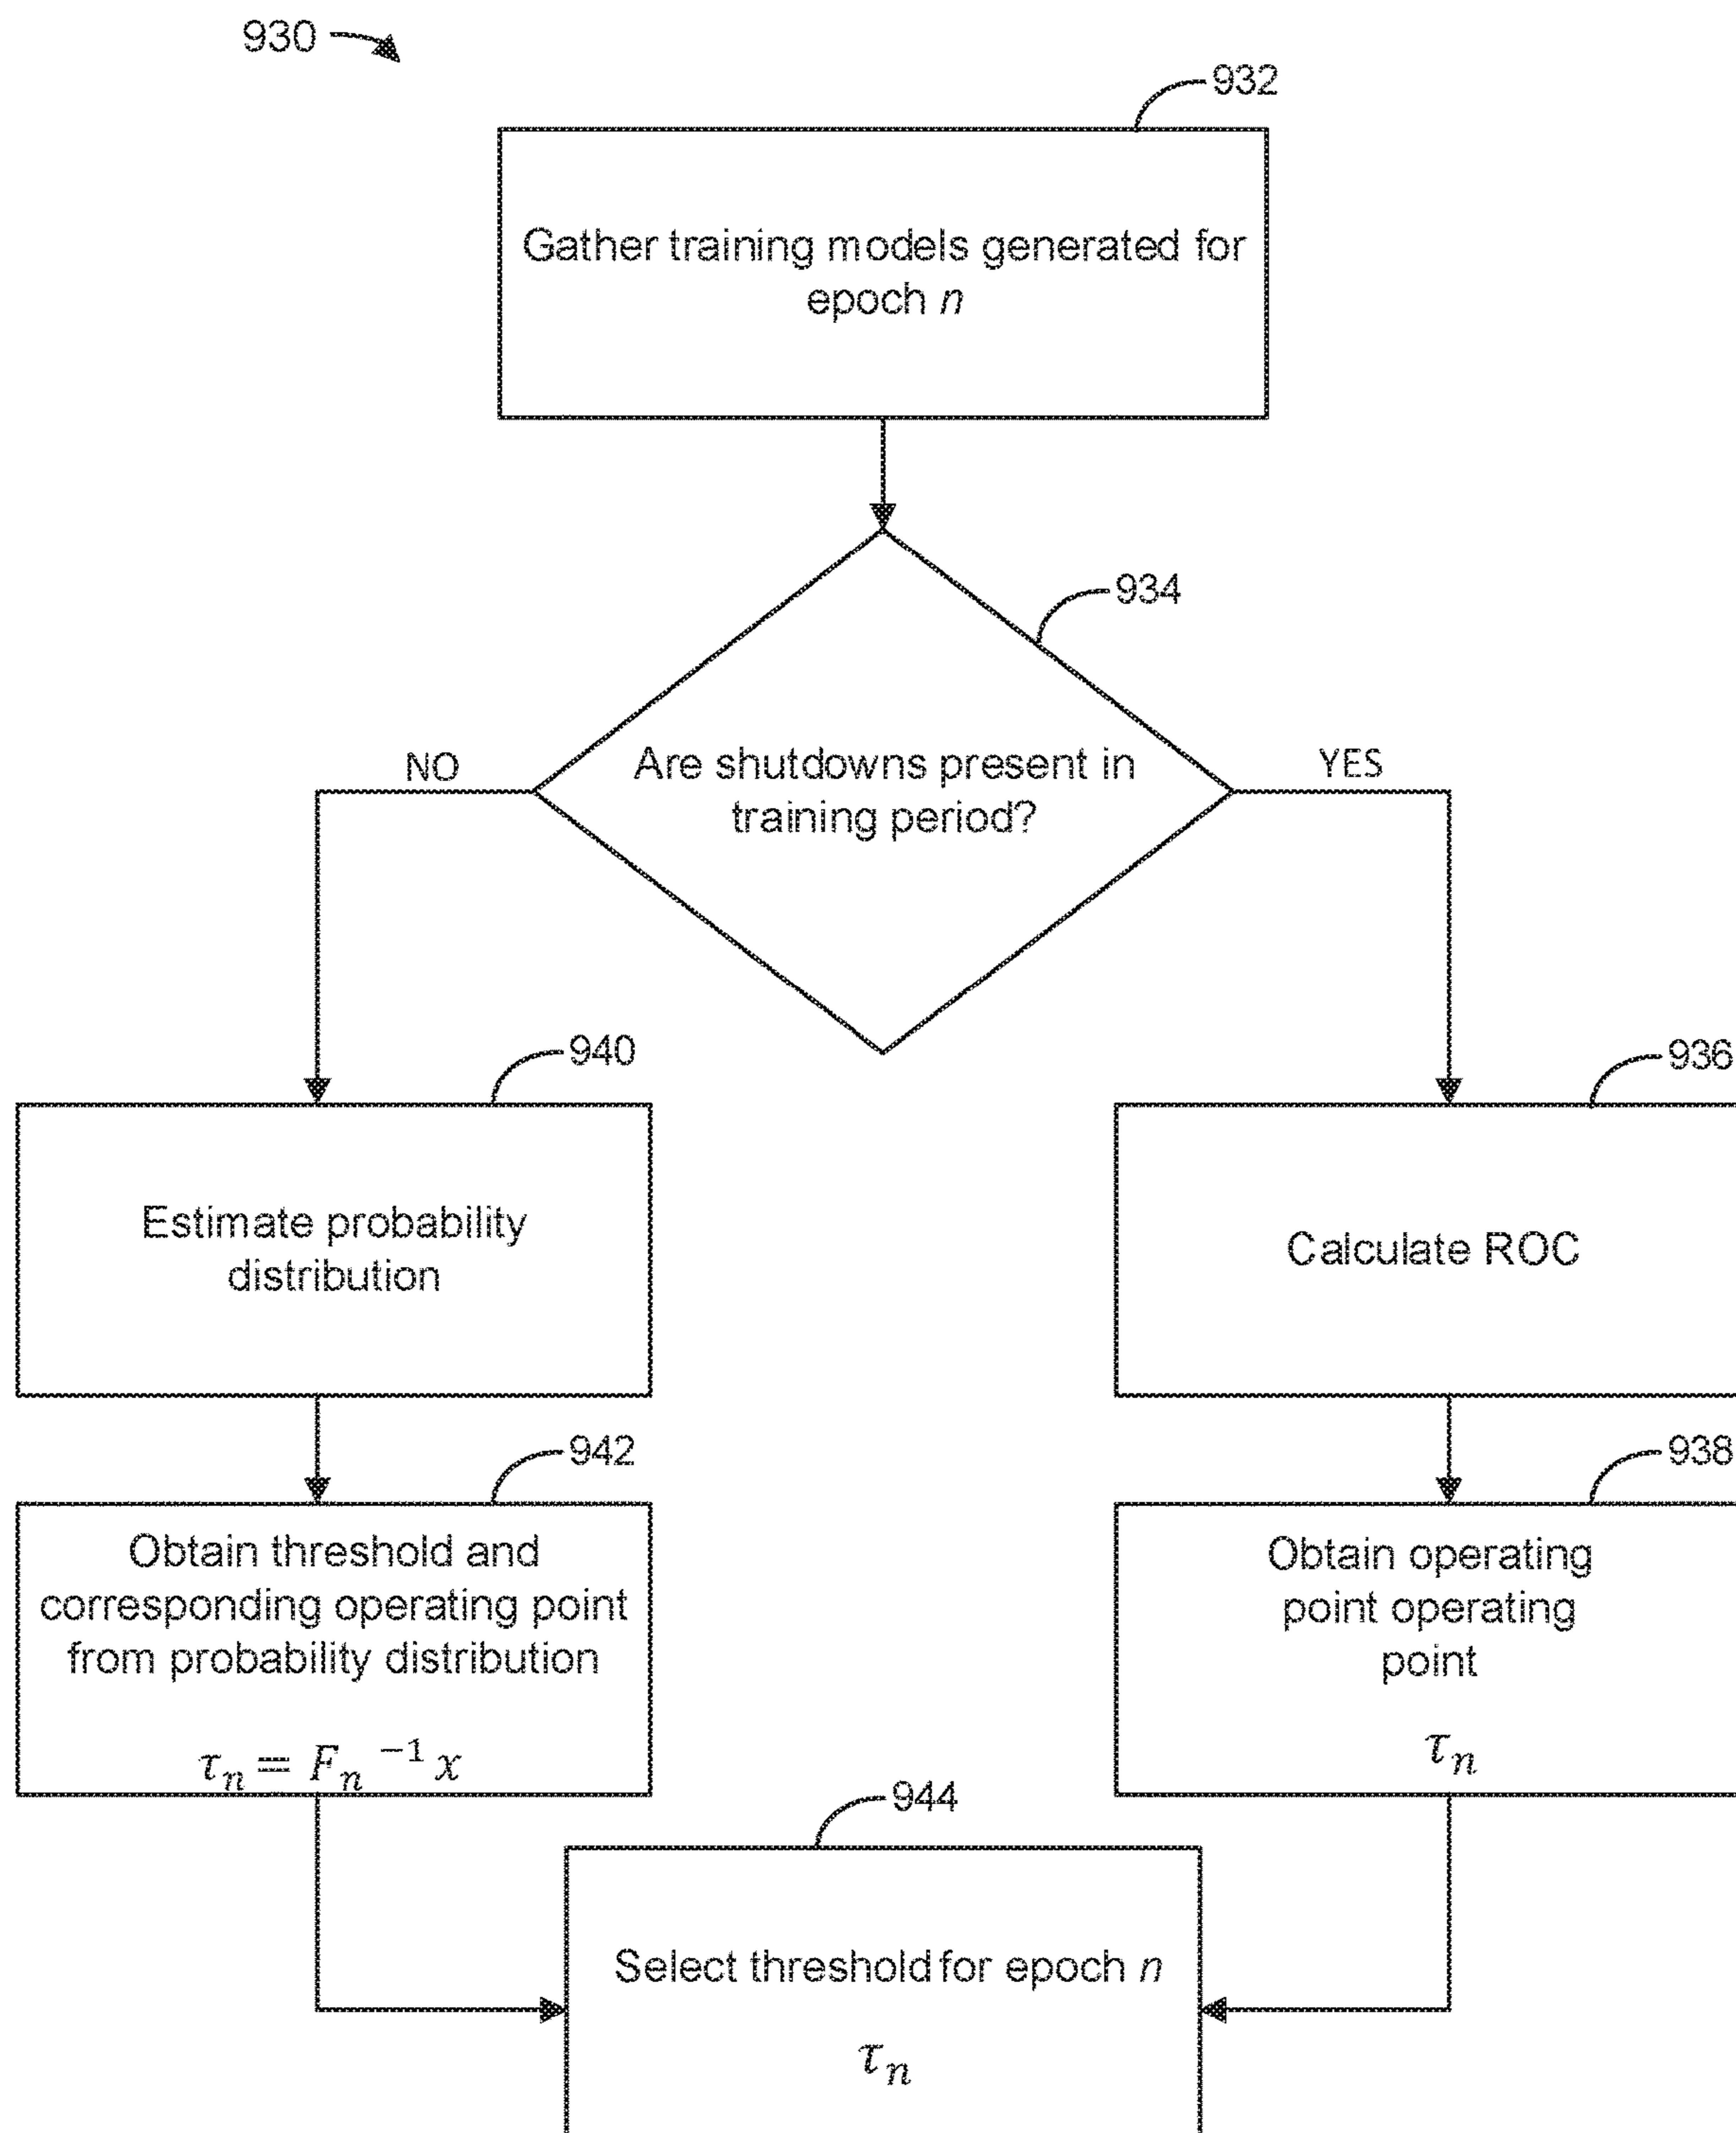 930
932
Gather training models generated for
epoch n
934
NO
YES
Are shutdowns present in
training period?
940
936
Estimate probability
distribution
Calculate ROC
942
938
Obtain threshold and
corresponding operating point
from probability distribution
τₙ = Fₙ ⁻¹ x
Obtain operating
point operating
point
τₙ
944
Select threshold for epoch n
τₙ